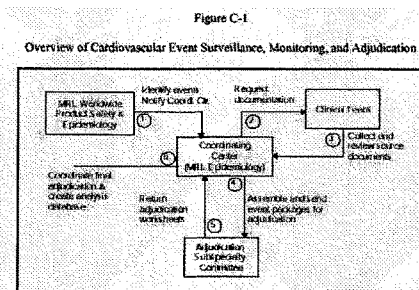 Figure C-1
Overview of Cardiovascular Event Surveillance, Monitoring, and Adjudication
Identify events
Notify Coord. Ctr.
Request
documentation
MRL Worldwide
Product Safety &
Epidemiology
Clinical Teams
1
2
3
Collect and
review source
documents
Coordinating
Center
(MRL Epidemiology)
6
Coordinate final
adjudication &
create analysis
database
4
Return
adjudication
worksheets
Assemble and send
event packages for
adjudication
5
Adjudication
Subspecialty
Committee